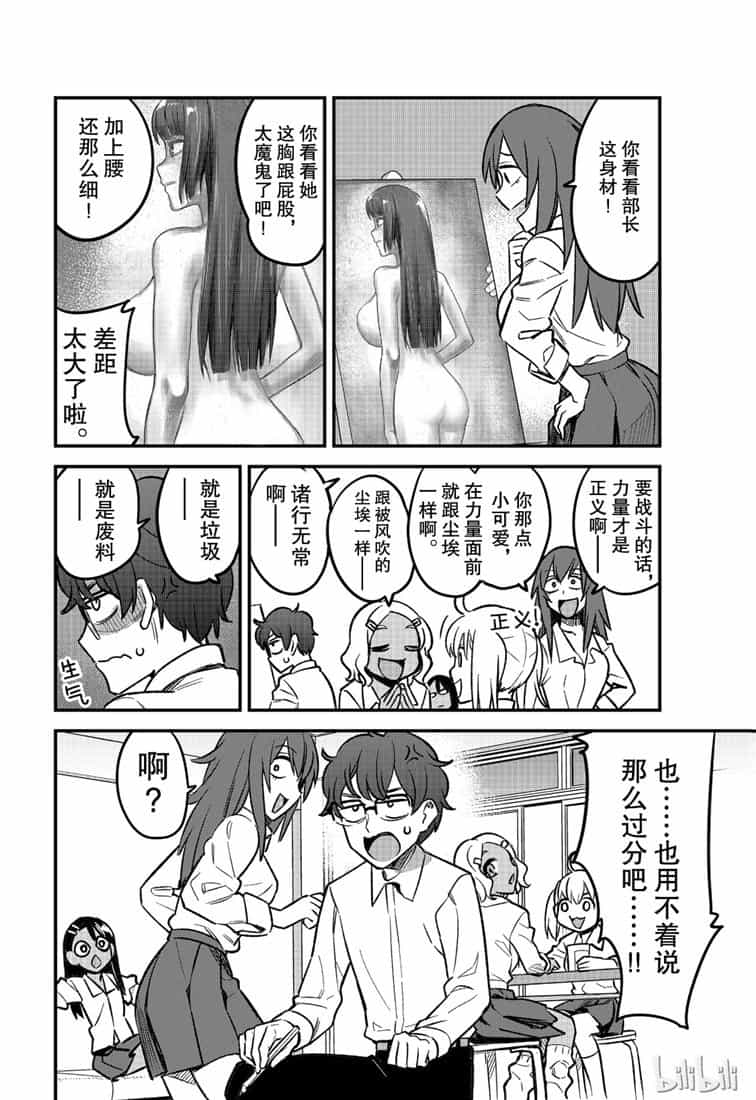 你看看部长
这身材！
你看看她
这胸跟屁股，
太魔鬼了吧！
加上腰
还那么细！
差距
太大了啦。
要战斗的话，
力量才是
正义啊——
正义！
你那点
小可爱，
在力量面前
就跟尘埃
一样啊。
跟被风吹的
尘埃一样——
诸行无常
啊——
就是垃圾
——
就是废料
——
生气
也……也用不着说
那么过分吧……!!
啊？
bilibili